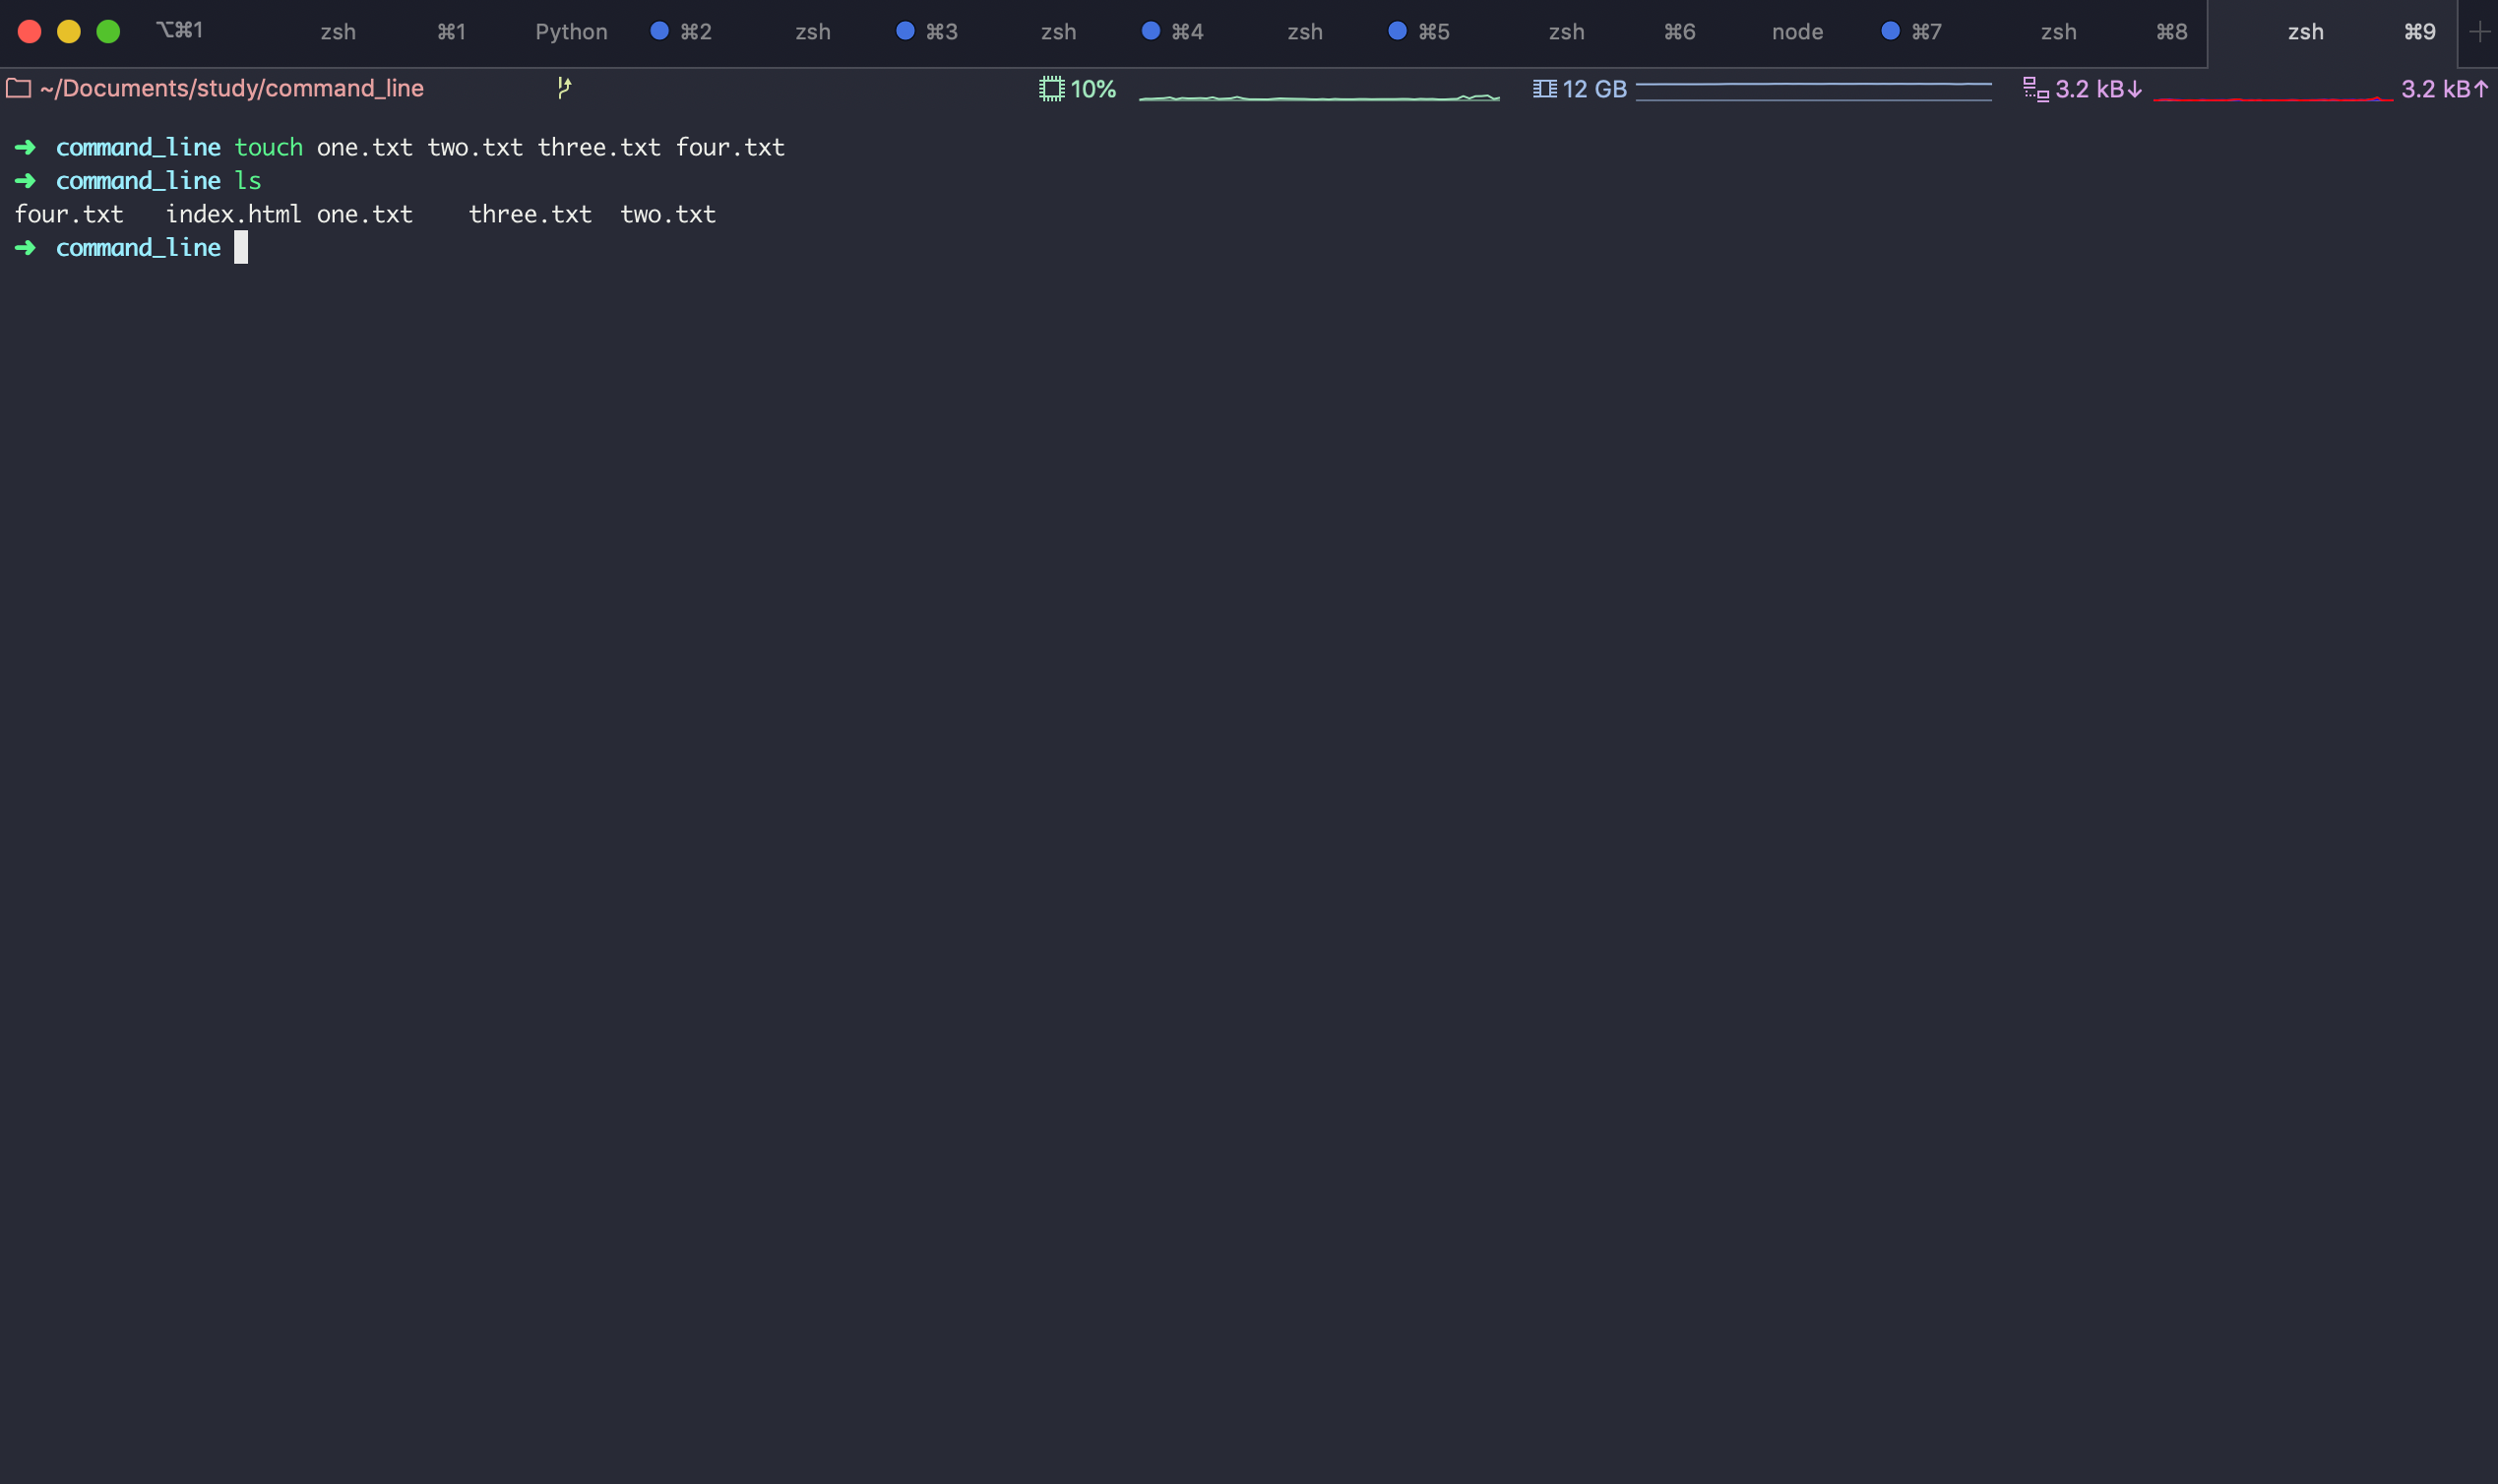 ⌥⌘1 zsh ⌘1 Python ⌘2 zsh ⌘3 zsh ⌘4 zsh ⌘5 zsh ⌘6 node ⌘7 zsh ⌘8 zsh ⌘9 +
~/Documents/study/command_line 10% 12 GB 3.2 kB↓ 3.2 kB↑
➜ command_line touch one.txt two.txt three.txt four.txt
➜ command_line ls
four.txt index.html one.txt three.txt two.txt
➜ command_line